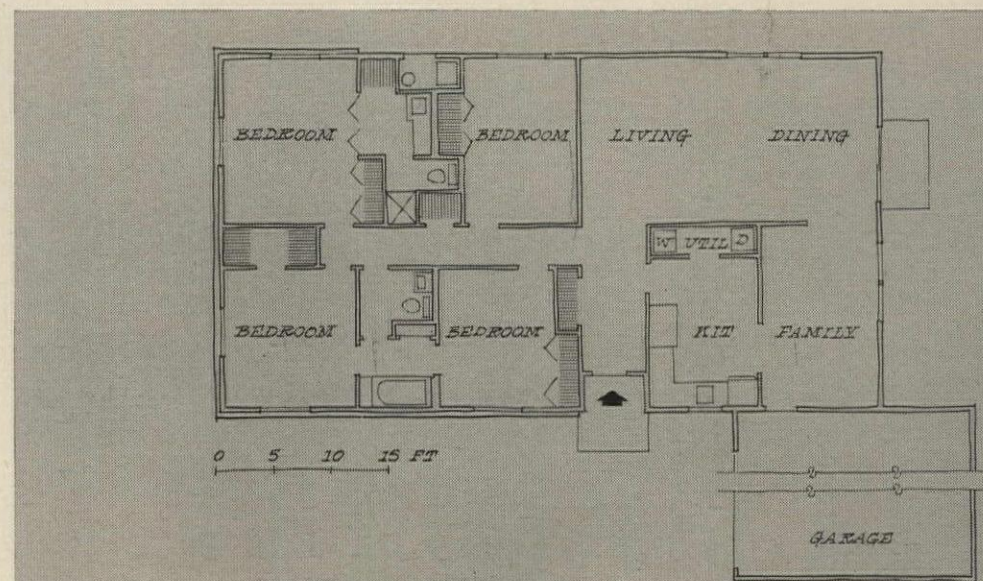 BEDROOM
BEDROOM
LIVING
DINING
W UTIL D
BEDROOM
BEDROOM
KIT
FAMILY
0 5 10 15 FT
GARAGE